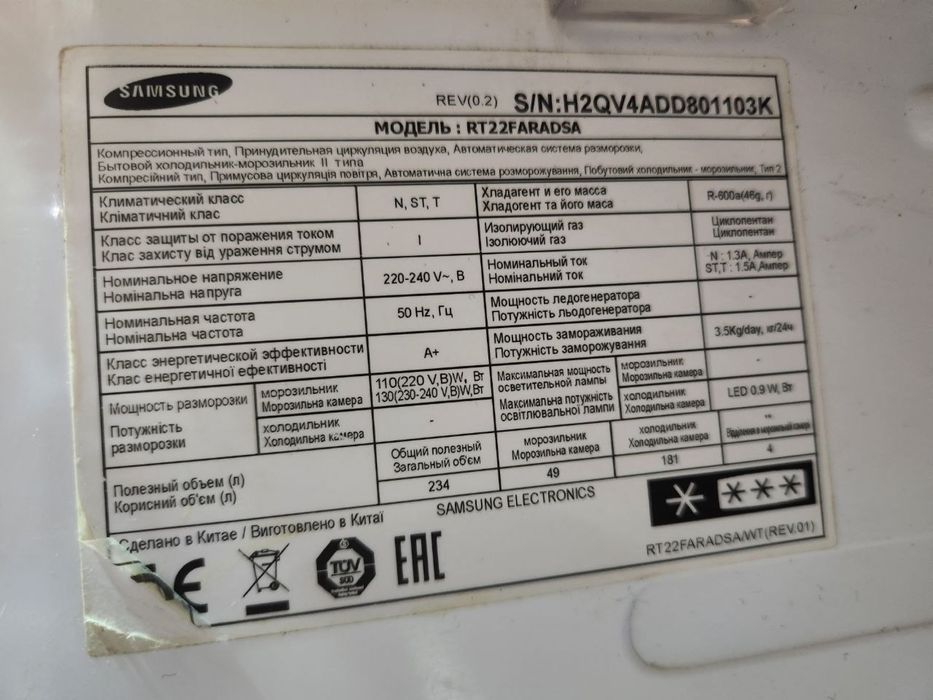 SAMSUNG
REV(0.2) S/N:H2QV4ADD801103K
МОДЕЛЬ : RT22FARADSA
Компрессионный тип, Принудительная циркуляция воздуха, Автоматическая система разморозки,
Бытовой холодильник-морозильник II типа
Компресійний тип, Примусова циркуляція повітря, Автоматична система розморожування, Побутовий холодильник - морозильник, Тип 2
Климатический класс
Кліматичний клас
N, ST, T
Хладагент и его масса
Хладогент та його маса
R-600a(46g, г)
Класс защиты от поражения током
Клас захисту від ураження струмом
I
Изолирующий газ
Ізолюючий газ
Циклопентан
Циклопентан
Номинальное напряжение
Номінальна напруга
220-240 V~, В
Номинальный ток
Номінальний ток
N : 1.3A, Ампер
ST,T : 1.5A,Ампер
Номинальная частота
Номінальна частота
50 Hz, Гц
Мощность ледогенератора
Потужність льодогенератора
-
Класс энергетической эффективности
Клас енергетичної ефективності
A+
Мощность замораживания
Потужність заморожування
3.5Kg/day, кг/24ч
Мощность разморозки
Потужність
разморозки
морозильник
Морозильна камера
110(220 V,В)W, Вт
130(230-240 V,В)W,Вт
холодильник
Холодильна камера
-
Максимальная мощность
осветительной лампы
Максимальна потужність
освітлювальної лампи
морозильник
Морозильна камера
-
холодильник
Холодильна камера
LED 0.9 W, Вт
Полезный объем (л)
Корисний об'єм (л)
Общий полезный
Загальный об'єм
234
морозильник
Морозильна камера
49
холодильник
Холодильна камера
181
**
Відділення в морозильній камері
4
SAMSUNG ELECTRONICS
Сделано в Китае / Виготовлено в Китаї
RT22FARADSA/WT(REV.01)
CE
TÜV
SÜD
EAC